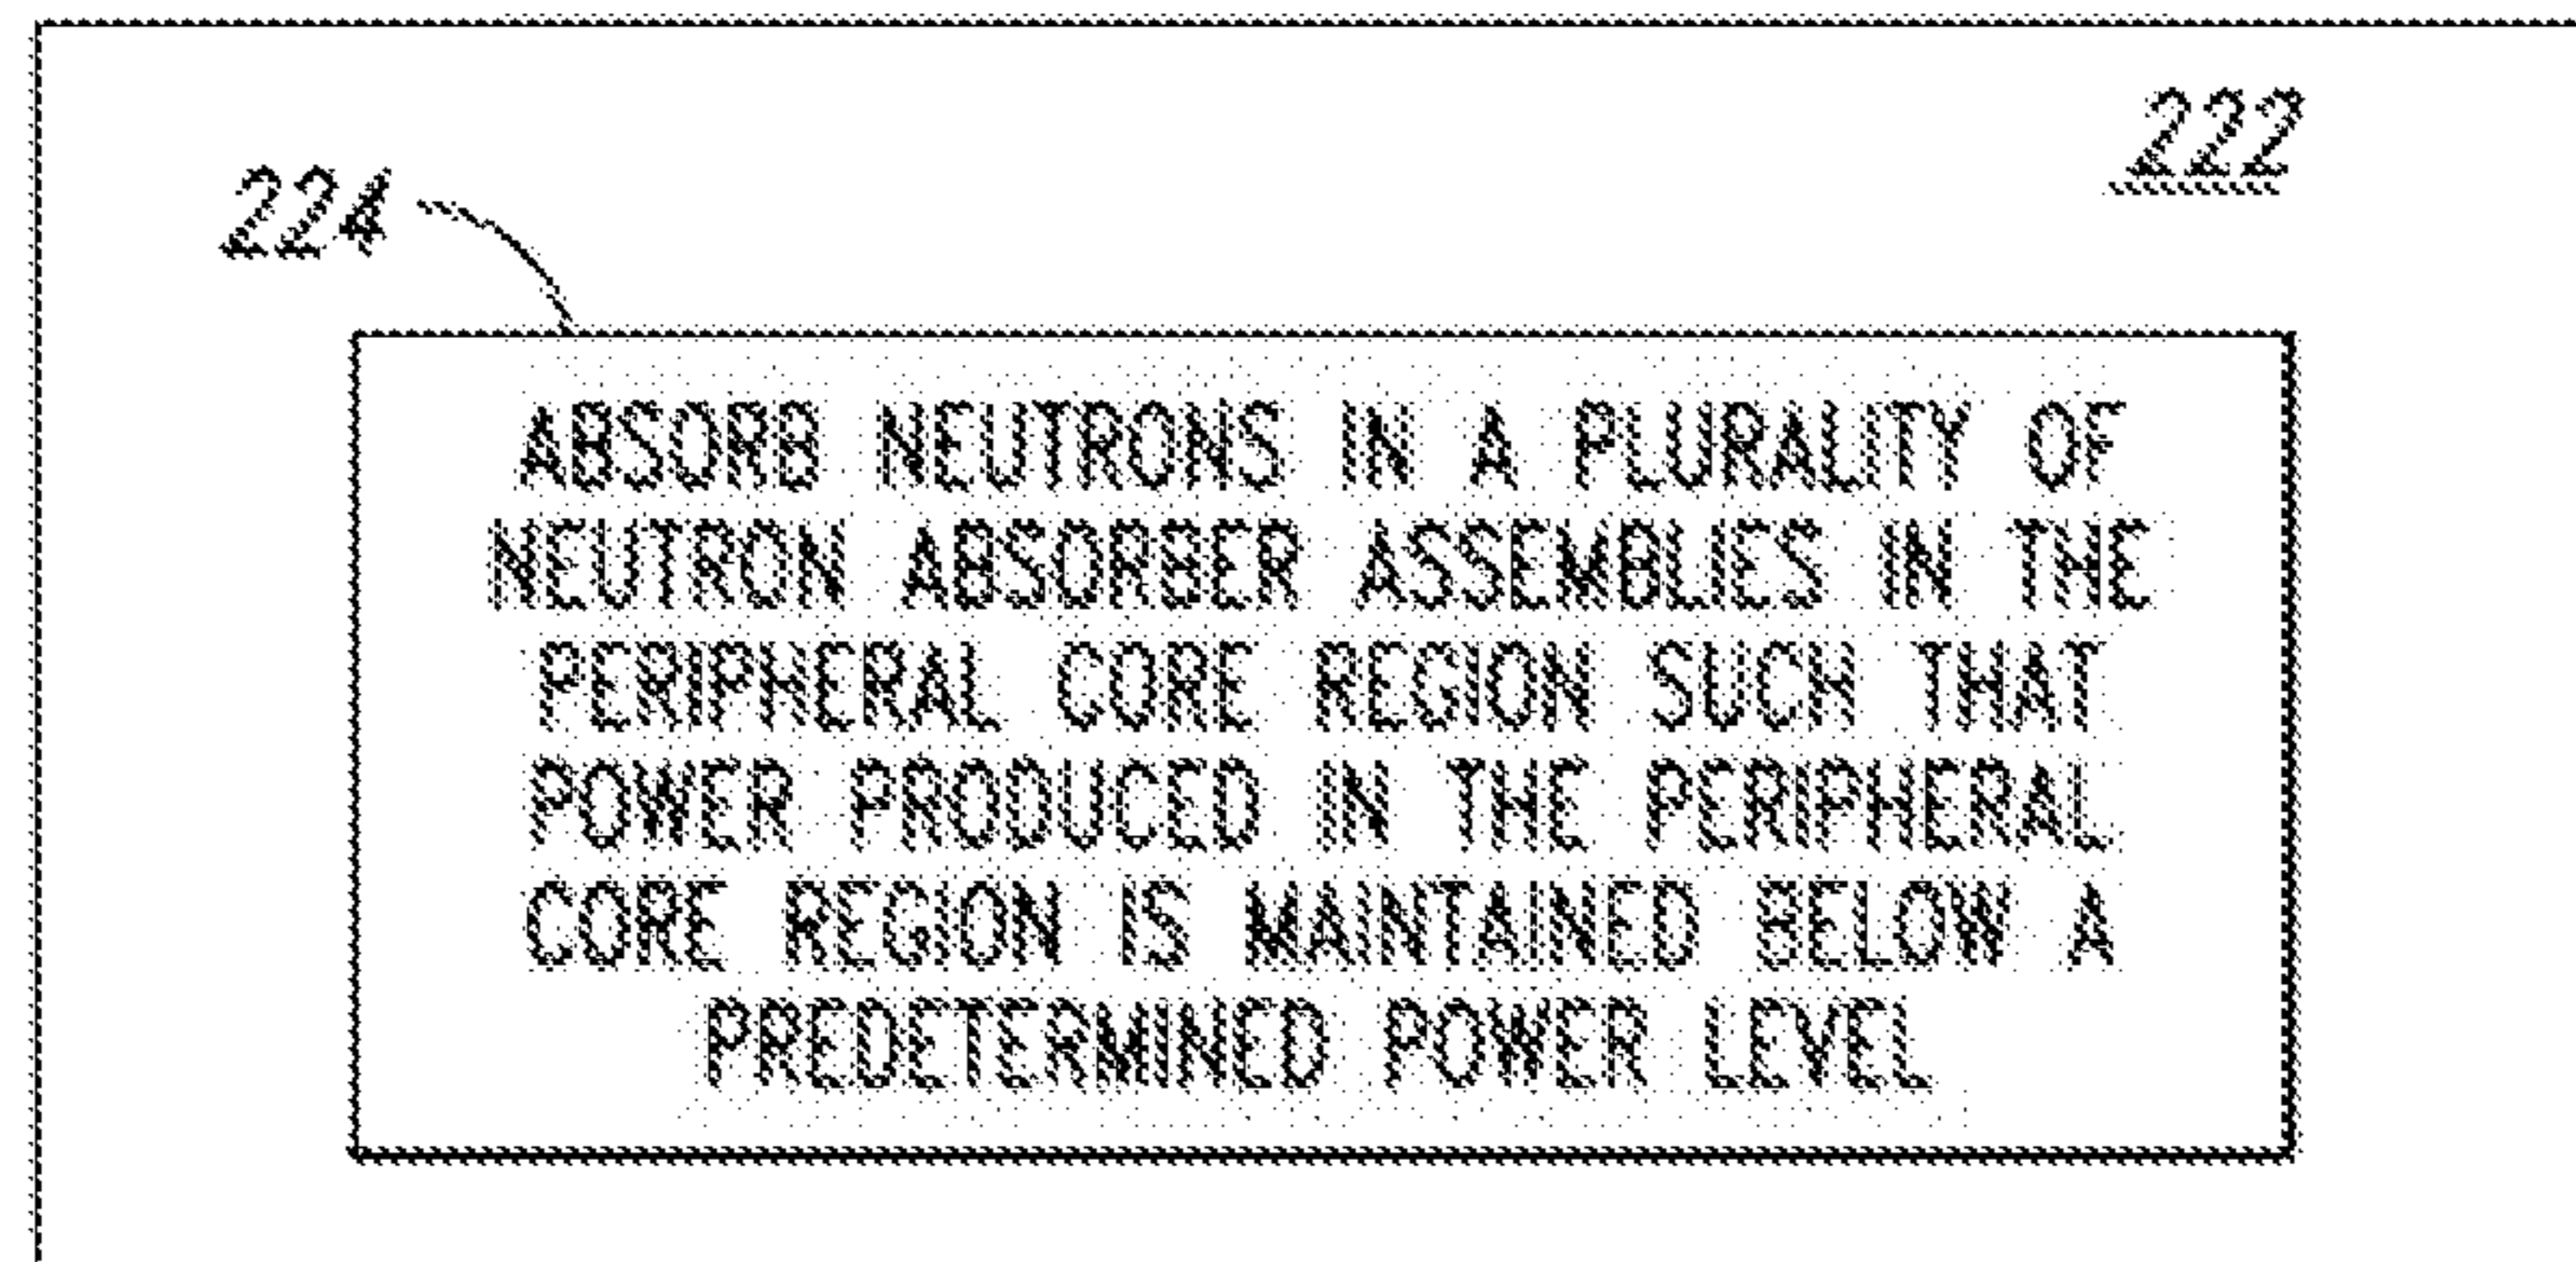 222
224
ABSORB NEUTRONS IN A PLURALITY OF
NEUTRON ABSORBER ASSEMBLIES IN THE
PERIPHERAL CORE REGION SUCH THAT
POWER PRODUCED IN THE PERIPHERAL
CORE REGION IS MAINTAINED BELOW A
PREDETERMINED POWER LEVEL